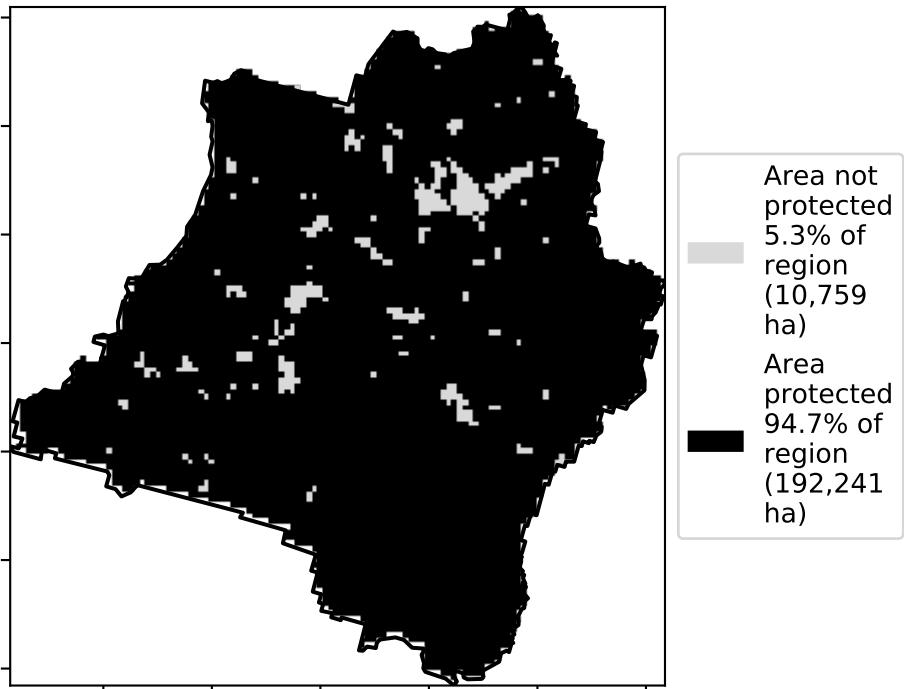 Area not
protected
5.3% of
region
(10,759
ha)
Area
protected
94.7% of
region
(192,241
ha)